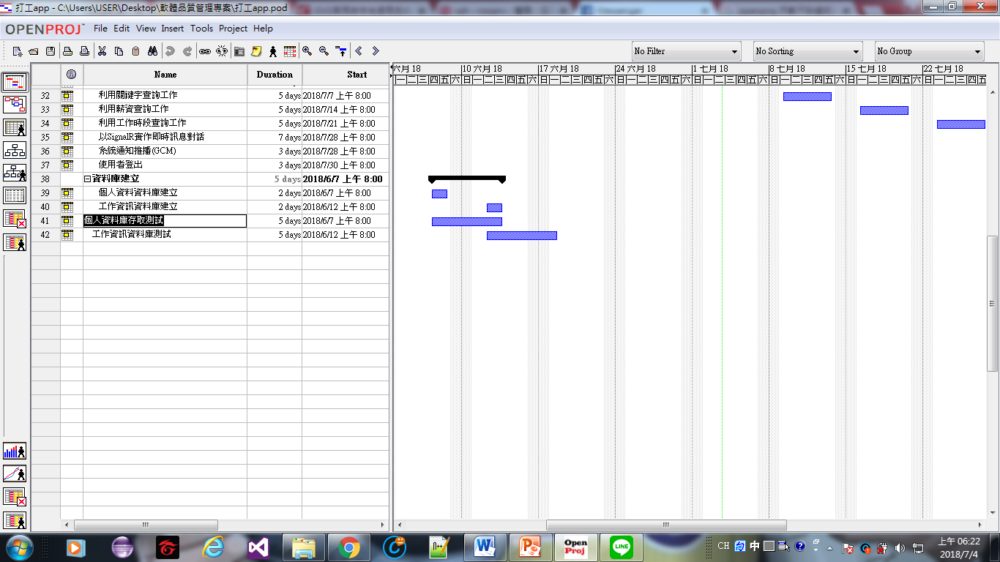 打工app - C:\Users\USER\Desktop\軟體品質管理專案\打工app.pod
OPENPROJ™ File Edit View Insert Tools Project Help
No Filter No Sorting No Group
Name Duration Start
六月 18 10 六月 18 17 六月 18 24 六月 18 1 七月 18 8 七月 18 15 七月 18 22 七月 18
日一二三四五六日一二三四五六日一二三四五六日一二三四五六日一二三四五六日一二三四五六日一二三四五六日一二三四五
32 利用關鍵字查詢工作 5 days 2018/7/7 上午 8:00
33 利用薪資查詢工作 5 days 2018/7/14 上午 8:00
34 利用工作時段查詢工作 5 days 2018/7/21 上午 8:00
35 以SignalR實作即時訊息對話 7 days 2018/7/28 上午 8:00
36 系統通知推播(GCM) 3 days 2018/7/28 上午 8:00
37 使用者登出 3 days 2018/7/30 上午 8:00
38 資料庫建立 5 days 2018/6/7 上午 8:00
39 個人資料資料庫建立 2 days 2018/6/7 上午 8:00
40 工作資訊資料庫建立 2 days 2018/6/12 上午 8:00
41 個人資料庫存取測試 5 days 2018/6/7 上午 8:00
42 工作資訊資料庫測試 5 days 2018/6/12 上午 8:00
Open
Proj
LINE
CH 中
上午 06:22
2018/7/4